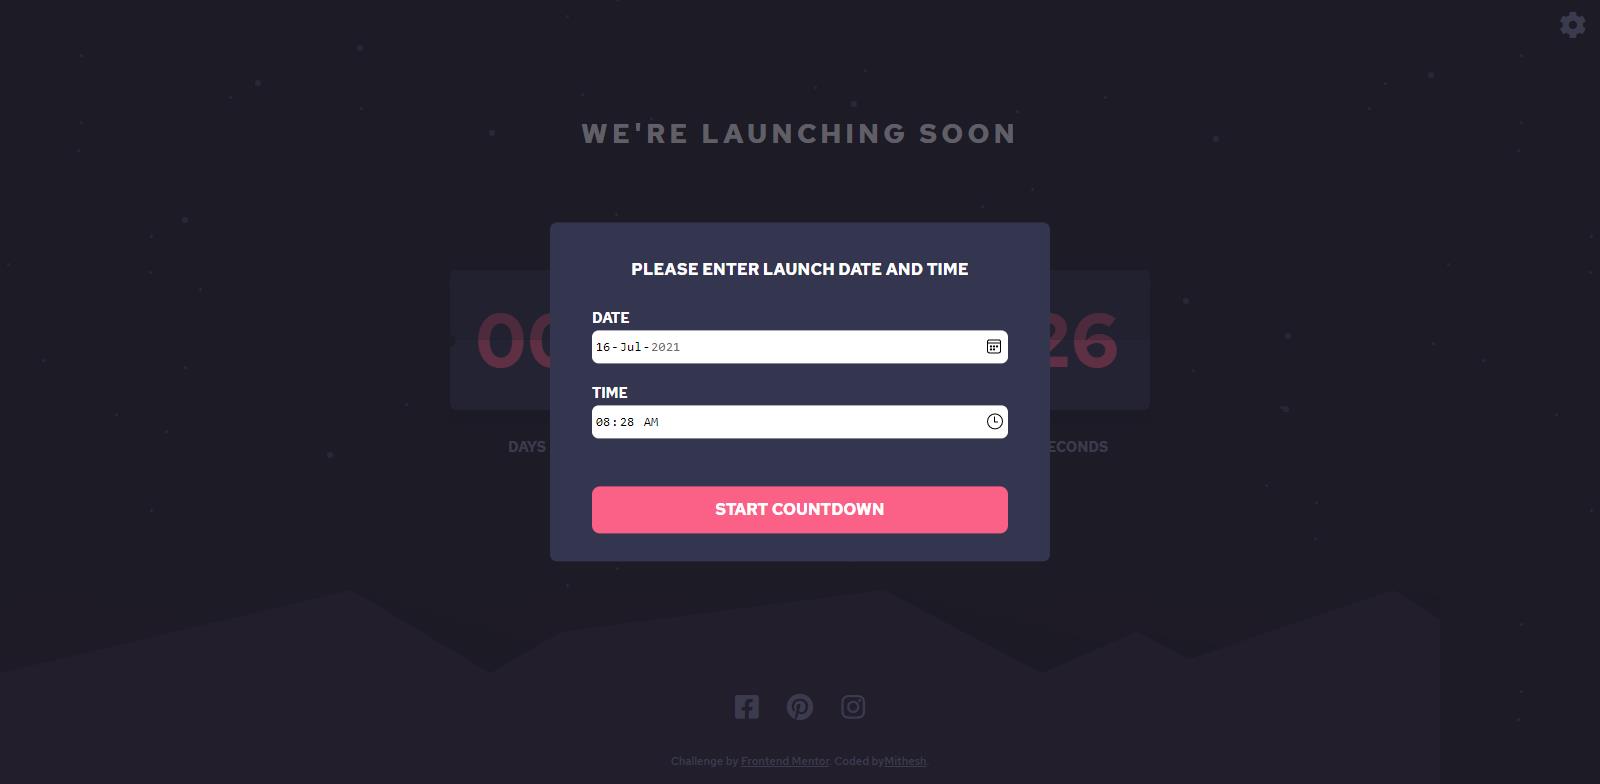 WE'RE LAUNCHING SOON
PLEASE ENTER LAUNCH DATE AND TIME
DATE
16-Jul-2021
TIME
08:28 AM
00 26
DAYS ECONDS
START COUNTDOWN
Challenge by Frontend Mentor. Coded byMithesh.